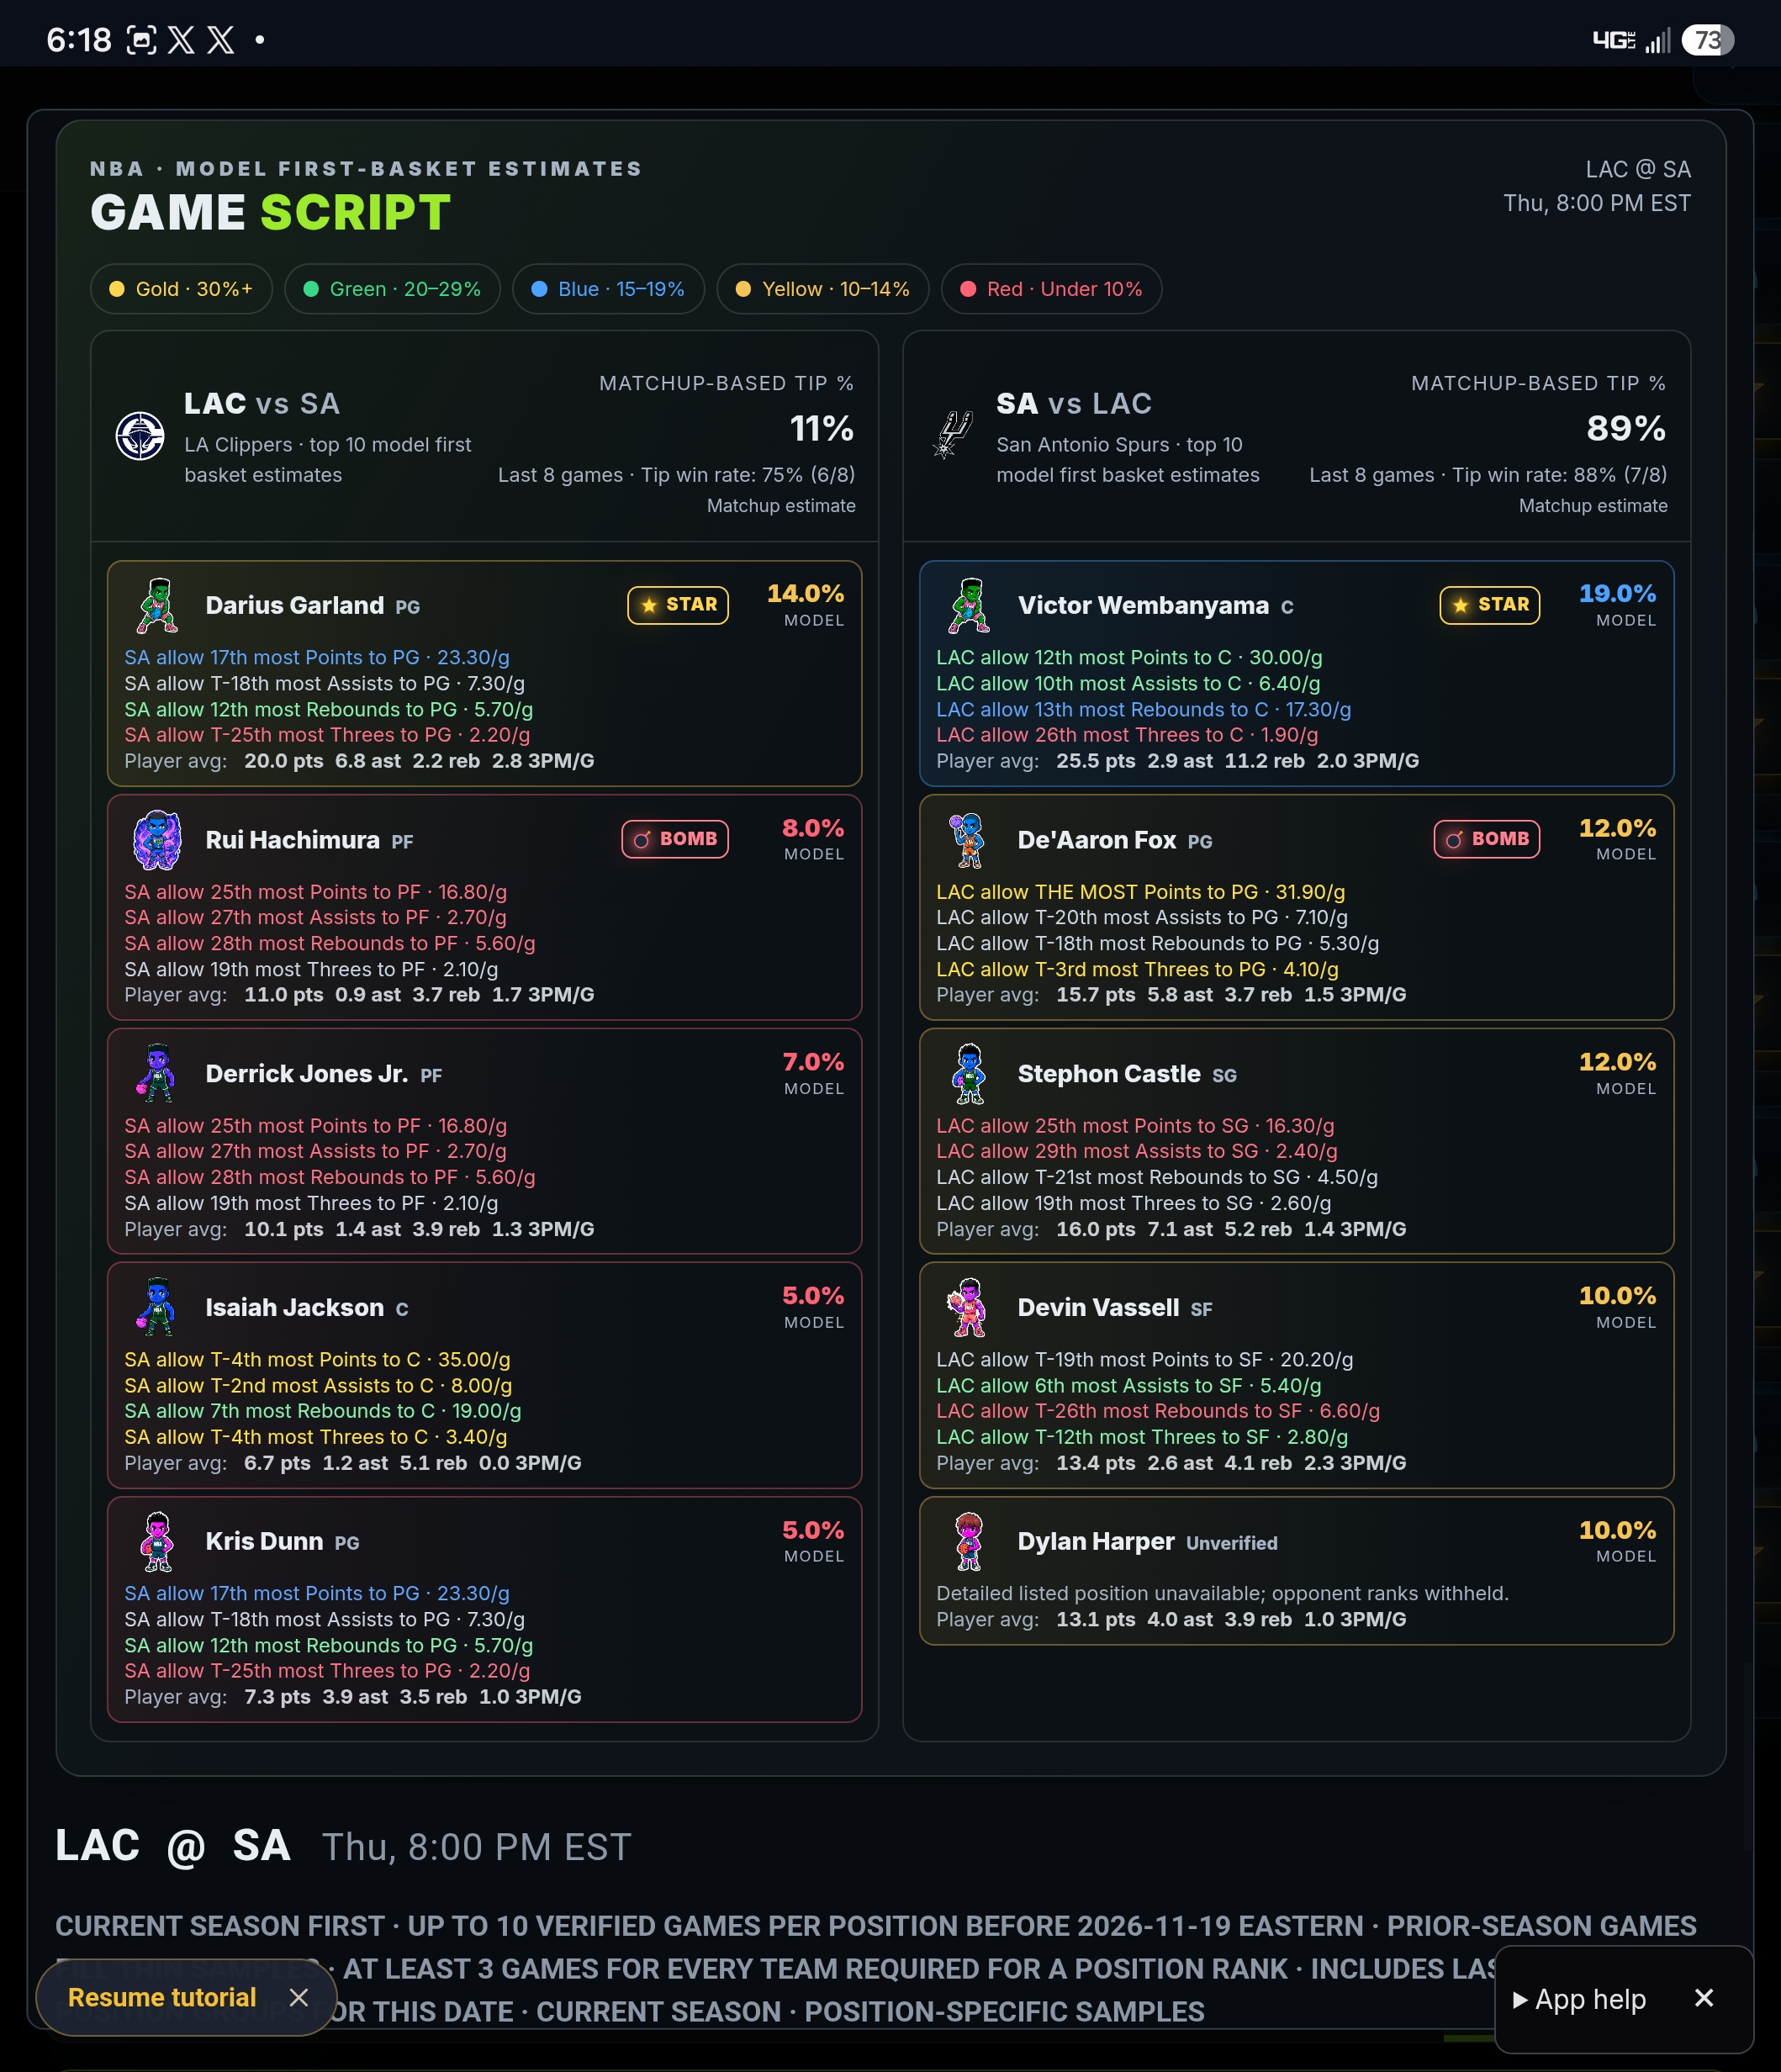 6:18
4G LTE
73
NBA · MODEL FIRST-BASKET ESTIMATES
GAME SCRIPT
LAC @ SA
Thu, 8:00 PM EST
Gold · 30%+
Green · 20–29%
Blue · 15–19%
Yellow · 10–14%
Red · Under 10%
LAC vs SA
LA Clippers · top 10 model first
basket estimates
MATCHUP-BASED TIP %
11%
Last 8 games · Tip win rate: 75% (6/8)
Matchup estimate
Darius Garland PG
STAR
14.0%
MODEL
SA allow 17th most Points to PG · 23.30/g
SA allow T-18th most Assists to PG · 7.30/g
SA allow 12th most Rebounds to PG · 5.70/g
SA allow T-25th most Threes to PG · 2.20/g
Player avg: 20.0 pts 6.8 ast 2.2 reb 2.8 3PM/G
Rui Hachimura PF
BOMB
8.0%
MODEL
SA allow 25th most Points to PF · 16.80/g
SA allow 27th most Assists to PF · 2.70/g
SA allow 28th most Rebounds to PF · 5.60/g
SA allow 19th most Threes to PF · 2.10/g
Player avg: 11.0 pts 0.9 ast 3.7 reb 1.7 3PM/G
Derrick Jones Jr. PF
7.0%
MODEL
SA allow 25th most Points to PF · 16.80/g
SA allow 27th most Assists to PF · 2.70/g
SA allow 28th most Rebounds to PF · 5.60/g
SA allow 19th most Threes to PF · 2.10/g
Player avg: 10.1 pts 1.4 ast 3.9 reb 1.3 3PM/G
Isaiah Jackson C
5.0%
MODEL
SA allow T-4th most Points to C · 35.00/g
SA allow T-2nd most Assists to C · 8.00/g
SA allow 7th most Rebounds to C · 19.00/g
SA allow T-4th most Threes to C · 3.40/g
Player avg: 6.7 pts 1.2 ast 5.1 reb 0.0 3PM/G
Kris Dunn PG
5.0%
MODEL
SA allow 17th most Points to PG · 23.30/g
SA allow T-18th most Assists to PG · 7.30/g
SA allow 12th most Rebounds to PG · 5.70/g
SA allow T-25th most Threes to PG · 2.20/g
Player avg: 7.3 pts 3.9 ast 3.5 reb 1.0 3PM/G
SA vs LAC
San Antonio Spurs · top 10
model first basket estimates
MATCHUP-BASED TIP %
89%
Last 8 games · Tip win rate: 88% (7/8)
Matchup estimate
Victor Wembanyama C
STAR
19.0%
MODEL
LAC allow 12th most Points to C · 30.00/g
LAC allow 10th most Assists to C · 6.40/g
LAC allow 13th most Rebounds to C · 17.30/g
LAC allow 26th most Threes to C · 1.90/g
Player avg: 25.5 pts 2.9 ast 11.2 reb 2.0 3PM/G
De'Aaron Fox PG
BOMB
12.0%
MODEL
LAC allow THE MOST Points to PG · 31.90/g
LAC allow T-20th most Assists to PG · 7.10/g
LAC allow T-18th most Rebounds to PG · 5.30/g
LAC allow T-3rd most Threes to PG · 4.10/g
Player avg: 15.7 pts 5.8 ast 3.7 reb 1.5 3PM/G
Stephon Castle SG
12.0%
MODEL
LAC allow 25th most Points to SG · 16.30/g
LAC allow 29th most Assists to SG · 2.40/g
LAC allow T-21st most Rebounds to SG · 4.50/g
LAC allow 19th most Threes to SG · 2.60/g
Player avg: 16.0 pts 7.1 ast 5.2 reb 1.4 3PM/G
Devin Vassell SF
10.0%
MODEL
LAC allow T-19th most Points to SF · 20.20/g
LAC allow 6th most Assists to SF · 5.40/g
LAC allow T-26th most Rebounds to SF · 6.60/g
LAC allow T-12th most Threes to SF · 2.80/g
Player avg: 13.4 pts 2.6 ast 4.1 reb 2.3 3PM/G
Dylan Harper Unverified
10.0%
MODEL
Detailed listed position unavailable; opponent ranks withheld.
Player avg: 13.1 pts 4.0 ast 3.9 reb 1.0 3PM/G
LAC @ SA Thu, 8:00 PM EST
CURRENT SEASON FIRST · UP TO 10 VERIFIED GAMES PER POSITION BEFORE 2026-11-19 EASTERN · PRIOR-SEASON GAMES
FILL THIN SAMPLES · AT LEAST 3 GAMES FOR EVERY TEAM REQUIRED FOR A POSITION RANK · INCLUDES
FOR THIS DATE · CURRENT SEASON · POSITION-SPECIFIC SAMPLES
Resume tutorial
App help